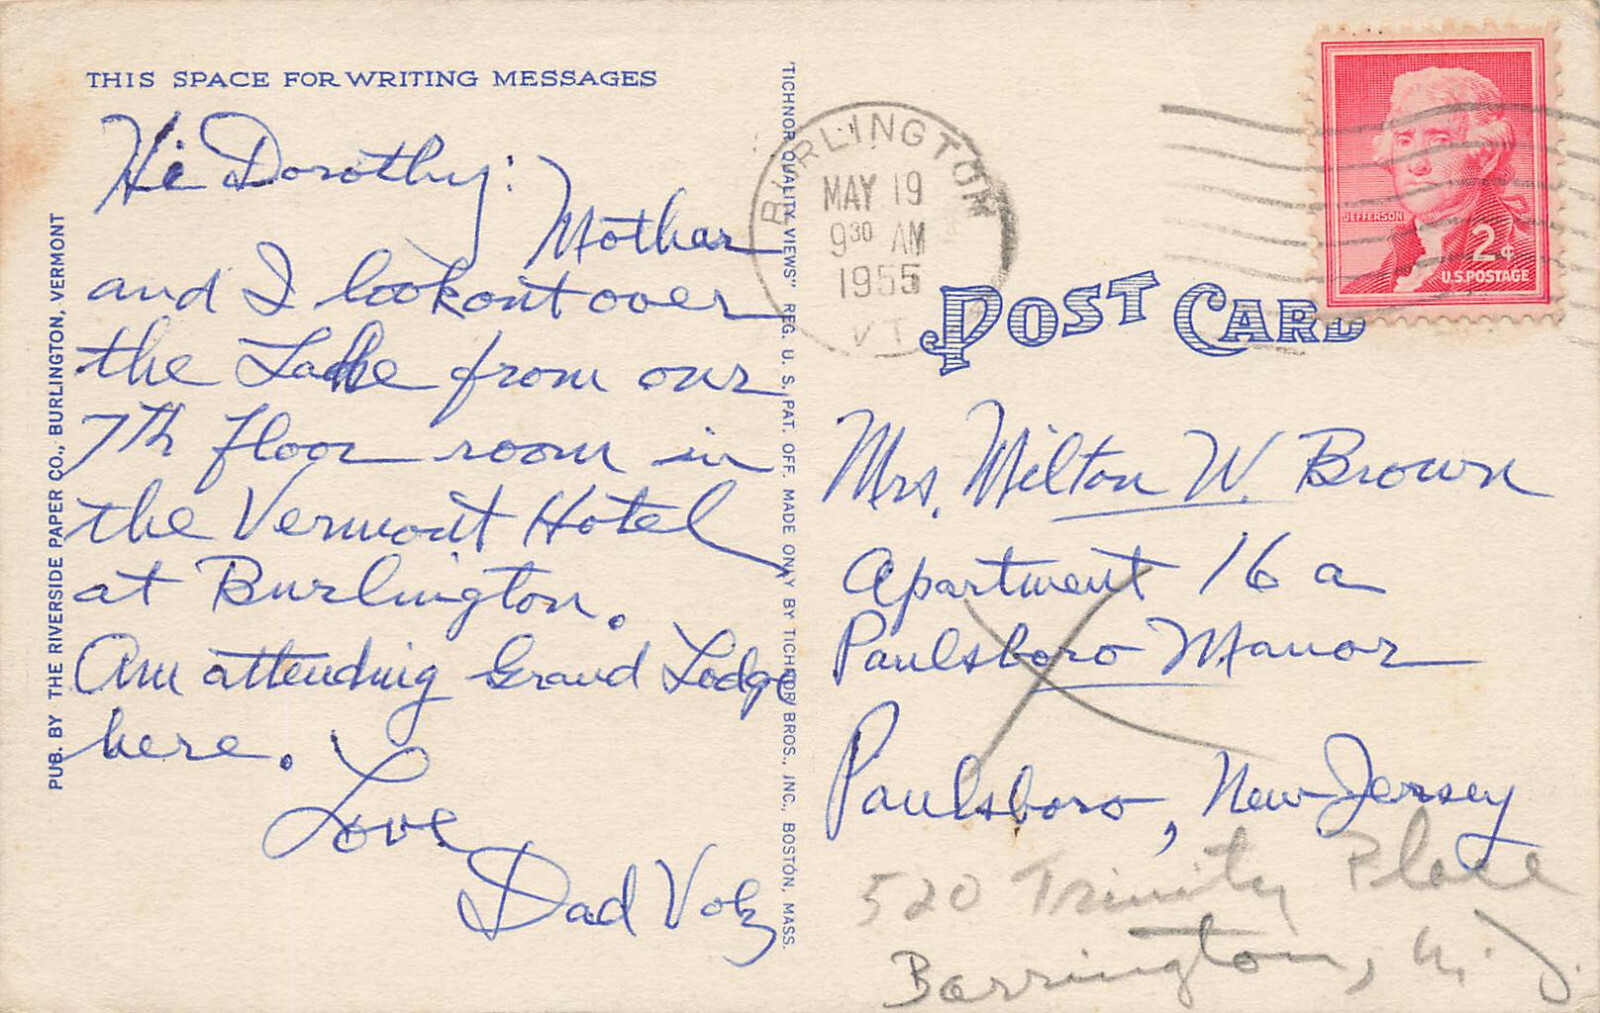 THIS SPACE FOR WRITING MESSAGES
Hi Dorothy:
Mother
and I look out over
the Lake from our
7th floor room in
the Vermont Hotel
at Burlington.
Am attending Grand Lodge
here.
Love
Dad Volz
PUB. BY THE RIVERSIDE PAPER CO., BURLINGTON, VERMONT
"TICHNOR QUALITY VIEWS" REG. U. S. PAT. OFF. MADE ONLY BY TICHNOR BROS., INC., BOSTON, MASS.
BURLINGTON
MAY 19
9 30 AM
1955
VT
JEFFERSON
2¢
U.S. POSTAGE
POST CARD
Mrs. Milton W. Brown
Apartment 16 a
Paulsboro Manor
Paulsboro, New Jersey
520 Trinity Place
Barrington, N. J.